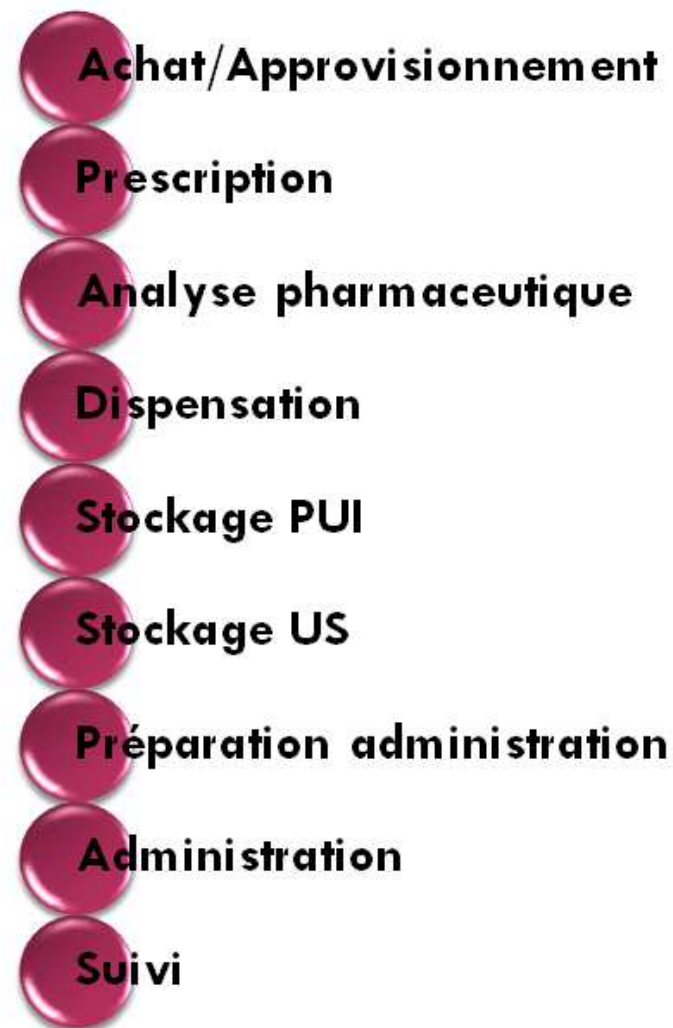 Achat/Approvisionnement
Prescription
Analyse pharmaceutique
Dispensation
Stockage PUI
Stockage US
Préparation administration
Administration
Suivi